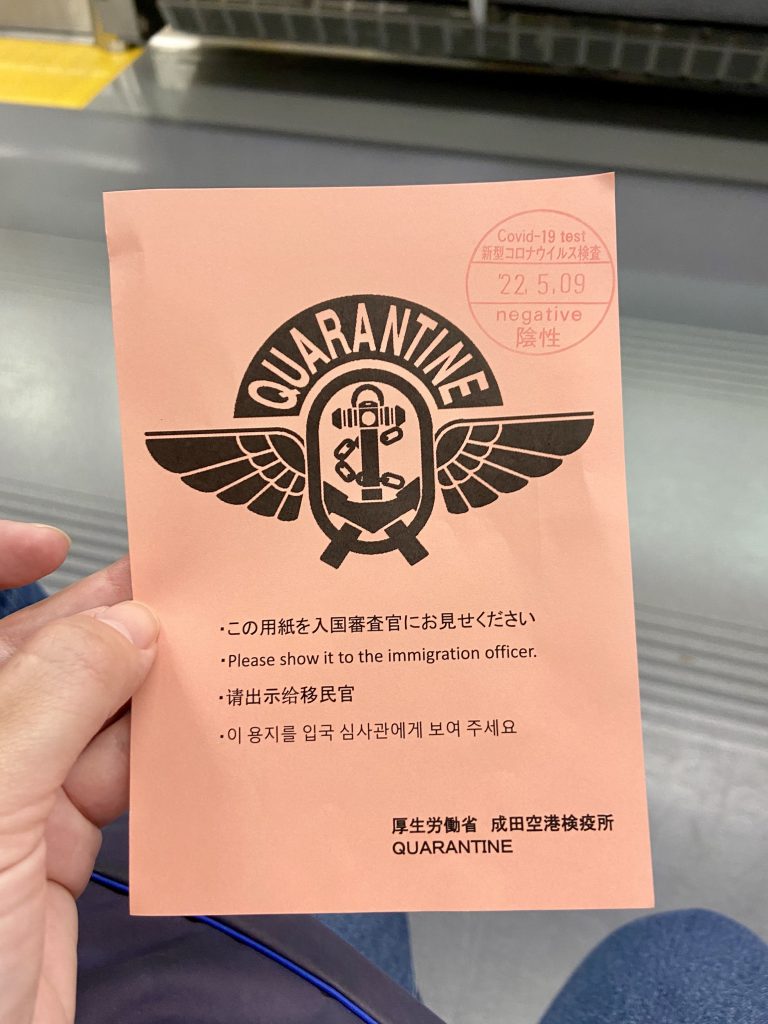 Covid-19 test
新型コロナウイルス検査
'22. 5. 09
negative
陰性
QUARANTINE
・この用紙を入国審査官にお見せください
・Please show it to the immigration officer.
・请出示给移民官
・이 용지를 입국 심사관에게 보여 주세요
厚生労働省 成田空港検疫所
QUARANTINE